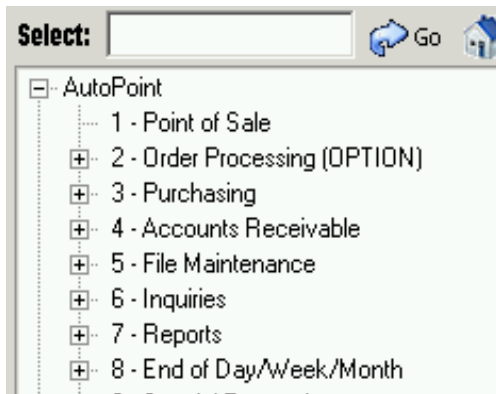 Select:
Go
AutoPoint
1 - Point of Sale
2 - Order Processing (OPTION)
3 - Purchasing
4 - Accounts Receivable
5 - File Maintenance
6 - Inquiries
7 - Reports
8 - End of Day/Week/Month